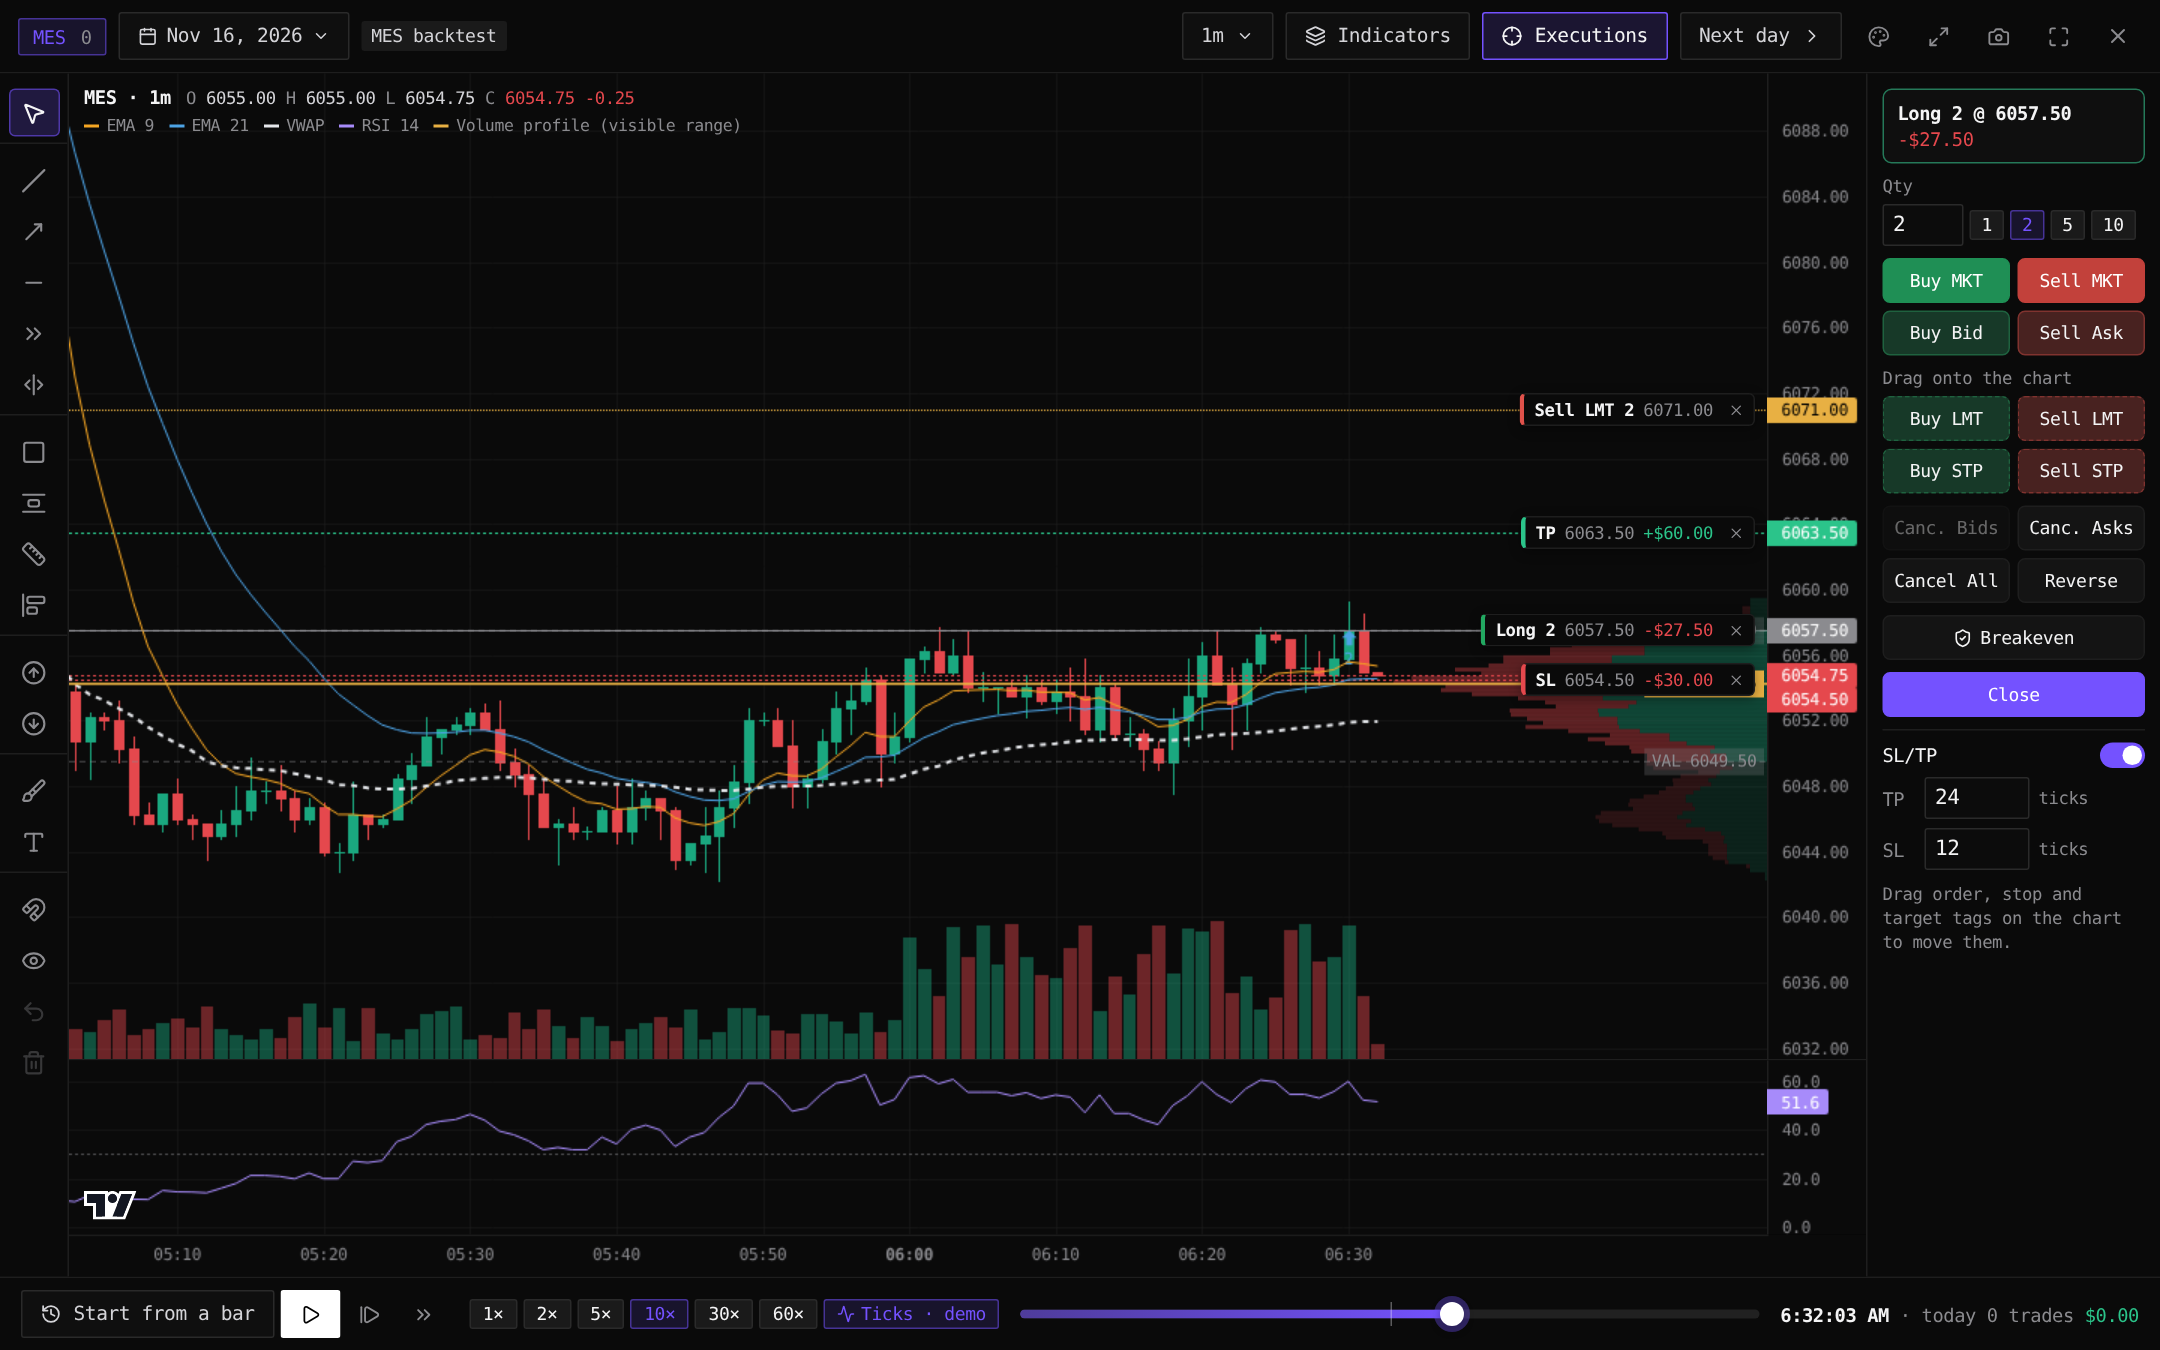 MES 0 Nov 16, 2026 MES backtest 1m Indicators Executions Next day
MES · 1m O 6055.00 H 6055.00 L 6054.75 C 6054.75 -0.25
EMA 9 EMA 21 VWAP RSI 14 Volume profile (visible range)
6088.00
6084.00
6080.00
6076.00
6072.00
Sell LMT 2 6071.00 6071.00
6068.00
TP 6063.50 +$60.00 6063.50
6060.00
Long 2 6057.50 -$27.50 6057.50
6056.00
6054.75
SL 6054.50 -$30.00
6054.50
6052.00
VAL 6049.50
6048.00
6044.00
6040.00
6036.00
6032.00
60.0
51.6
40.0
20.0
0.0
05:10 05:20 05:30 05:40 05:50 06:00 06:10 06:20 06:30
Long 2 @ 6057.50
-$27.50
Qty
2 1 2 5 10
Buy MKT Sell MKT
Buy Bid Sell Ask
Drag onto the chart
Buy LMT Sell LMT
Buy STP Sell STP
Canc. Bids Canc. Asks
Cancel All Reverse
Breakeven
Close
SL/TP
TP 24 ticks
SL 12 ticks
Drag order, stop and
target tags on the chart
to move them.
Start from a bar 1× 2× 5× 10× 30× 60× Ticks · demo 6:32:03 AM · today 0 trades $0.00